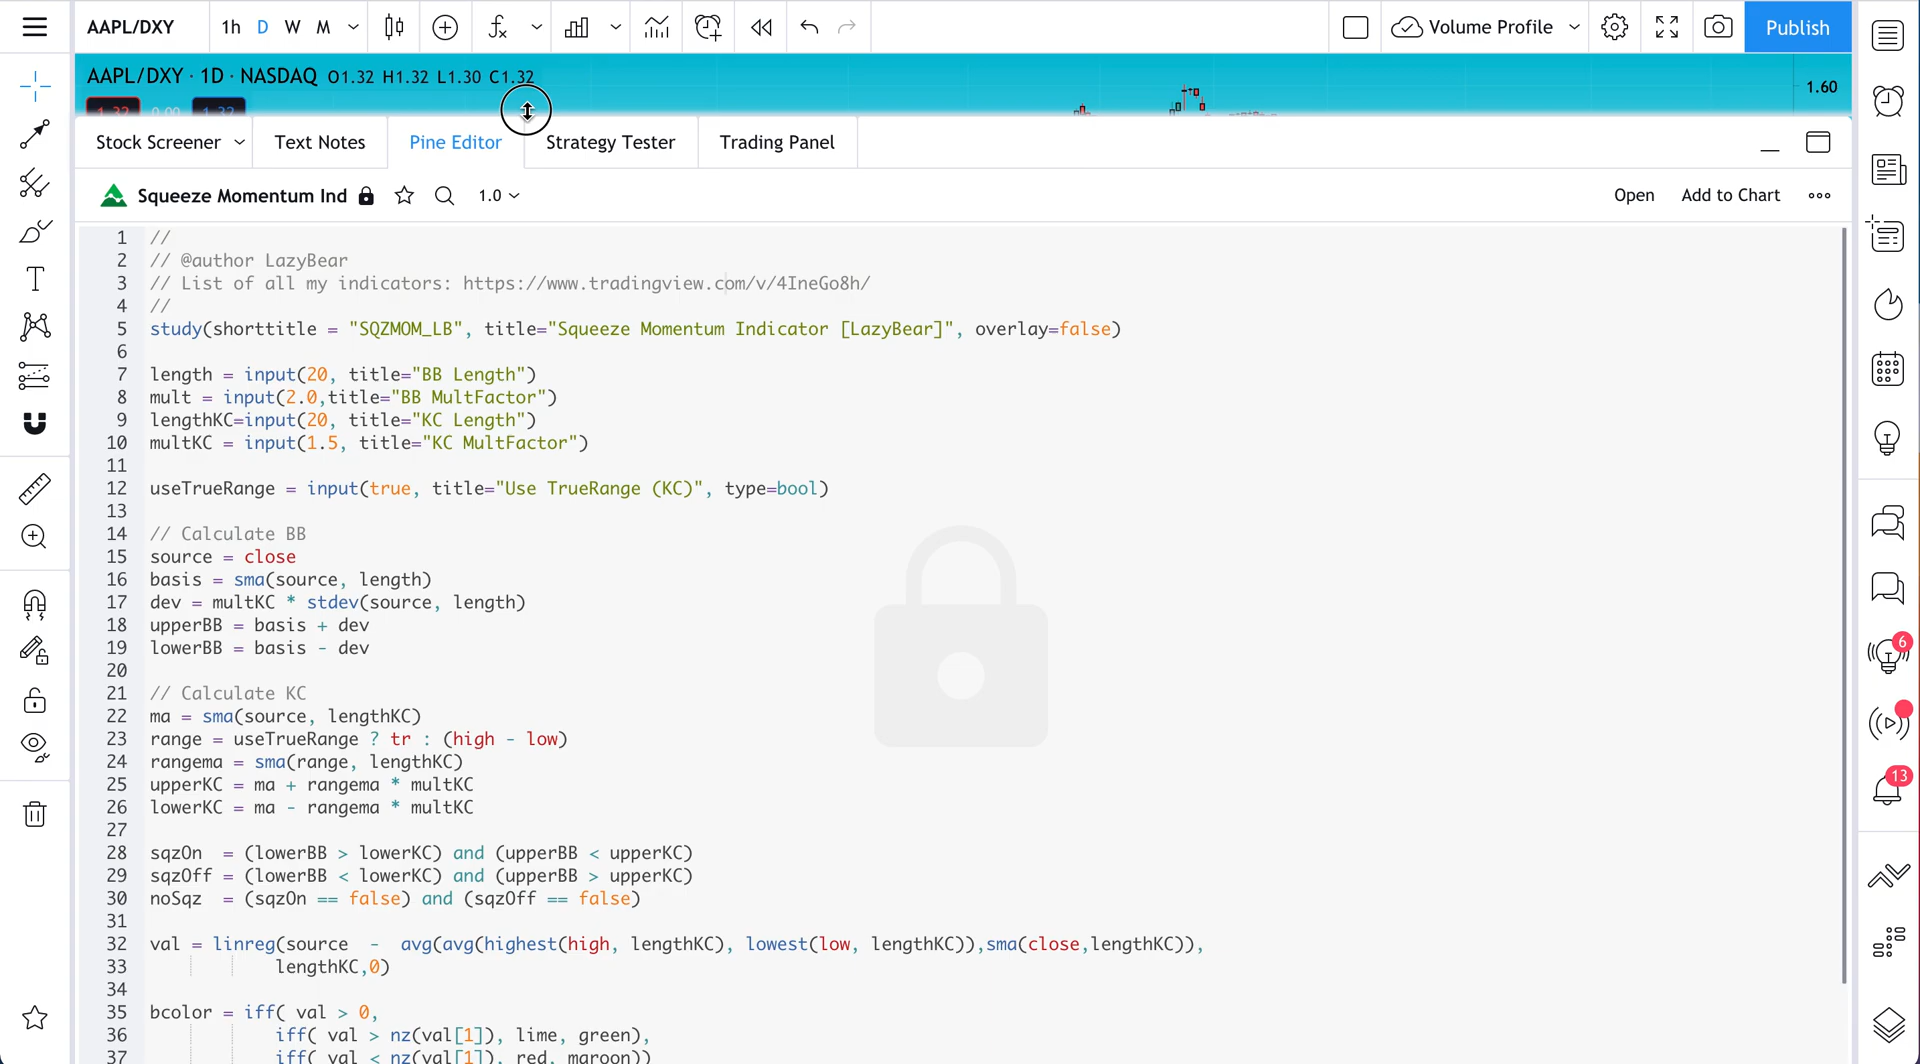 AAPL/DXY 1h D W M Volume Profile Publish
AAPL/DXY · 1D · NASDAQ O1.32 H1.32 L1.30 C1.32
1.60
Stock Screener Text Notes Pine Editor Strategy Tester Trading Panel
Squeeze Momentum Ind 1.0 Open Add to Chart
1 //
2 // @author LazyBear
3 // List of all my indicators: https://www.tradingview.com/v/4IneGo8h/
4 //
5 study(shorttitle = "SQZMOM_LB", title="Squeeze Momentum Indicator [LazyBear]", overlay=false)
6
7 length = input(20, title="BB Length")
8 mult = input(2.0,title="BB MultFactor")
9 lengthKC=input(20, title="KC Length")
10 multKC = input(1.5, title="KC MultFactor")
11
12 useTrueRange = input(true, title="Use TrueRange (KC)", type=bool)
13
14 // Calculate BB
15 source = close
16 basis = sma(source, length)
17 dev = multKC * stdev(source, length)
18 upperBB = basis + dev
19 lowerBB = basis - dev
20
21 // Calculate KC
22 ma = sma(source, lengthKC)
23 range = useTrueRange ? tr : (high - low)
24 rangema = sma(range, lengthKC)
25 upperKC = ma + rangema * multKC
26 lowerKC = ma - rangema * multKC
27
28 sqzOn  = (lowerBB > lowerKC) and (upperBB < upperKC)
29 sqzOff = (lowerBB < lowerKC) and (upperBB > upperKC)
30 noSqz  = (sqzOn == false) and (sqzOff == false)
31
32 val = linreg(source  -  avg(avg(highest(high, lengthKC), lowest(low, lengthKC)),sma(close,lengthKC)),
33             lengthKC,0)
34
35 bcolor = iff( val > 0,
36             iff( val > nz(val[1]), lime, green),
37             iff( val < nz(val[1]), red, maroon))
6
13